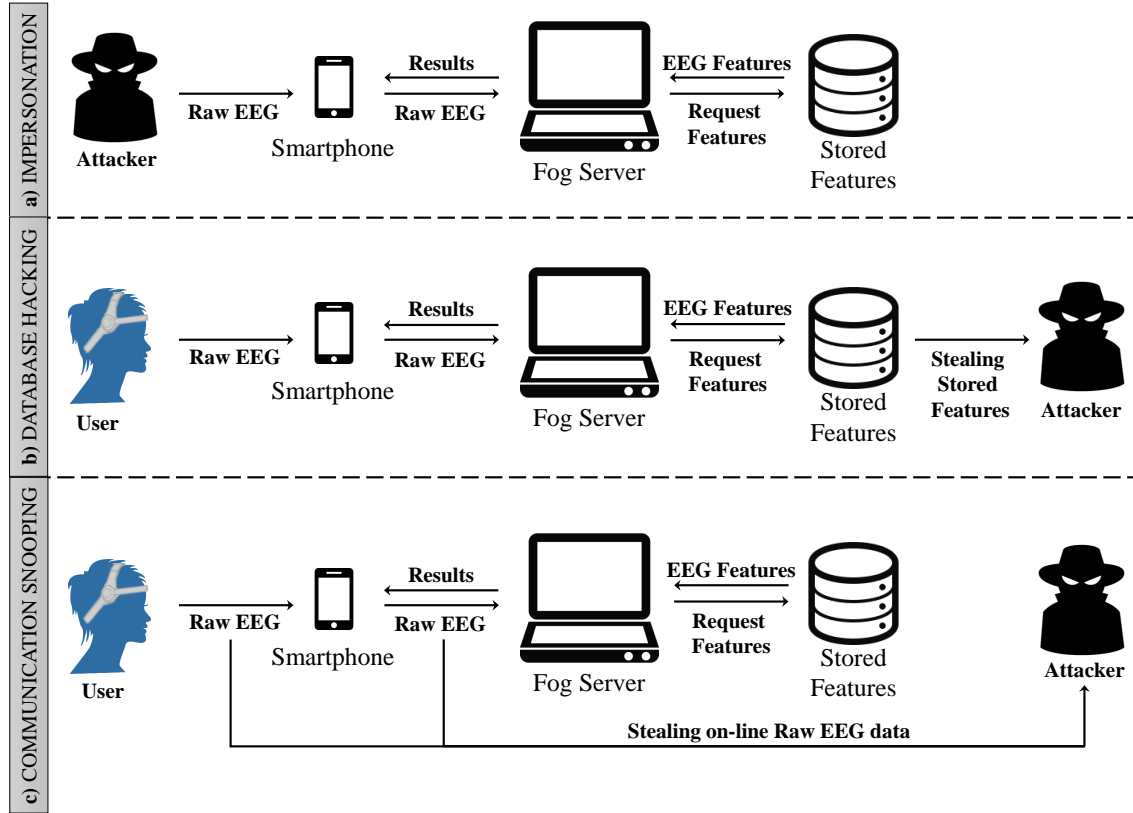 a) IMPERSONATION
Attacker
Raw EEG
Smartphone
Results
Raw EEG
Fog Server
EEG Features
Request
Features
Stored
Features
b) DATABASE HACKING
User
Raw EEG
Smartphone
Results
Raw EEG
Fog Server
EEG Features
Request
Features
Stored
Features
Stealing
Stored
Features
Attacker
c) COMMUNICATION SNOOPING
User
Raw EEG
Smartphone
Results
Raw EEG
Fog Server
EEG Features
Request
Features
Stored
Features
Attacker
Stealing on-line Raw EEG data